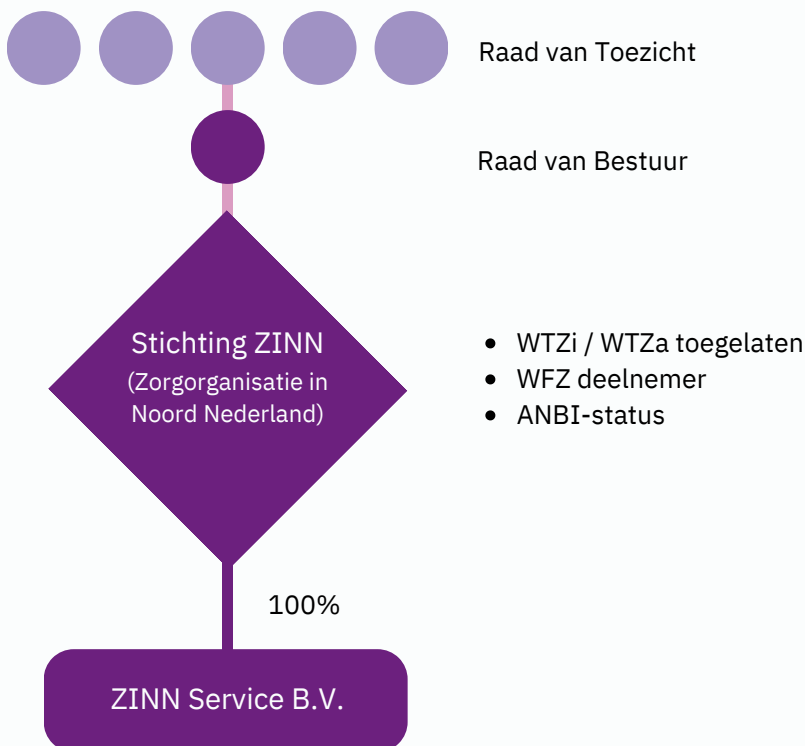 Raad van Toezicht
Raad van Bestuur
Stichting ZINN
(Zorgorganisatie in
Noord Nederland)
• WTZi / WTZa toegelaten
• WFZ deelnemer
• ANBI-status
100%
ZINN Service B.V.